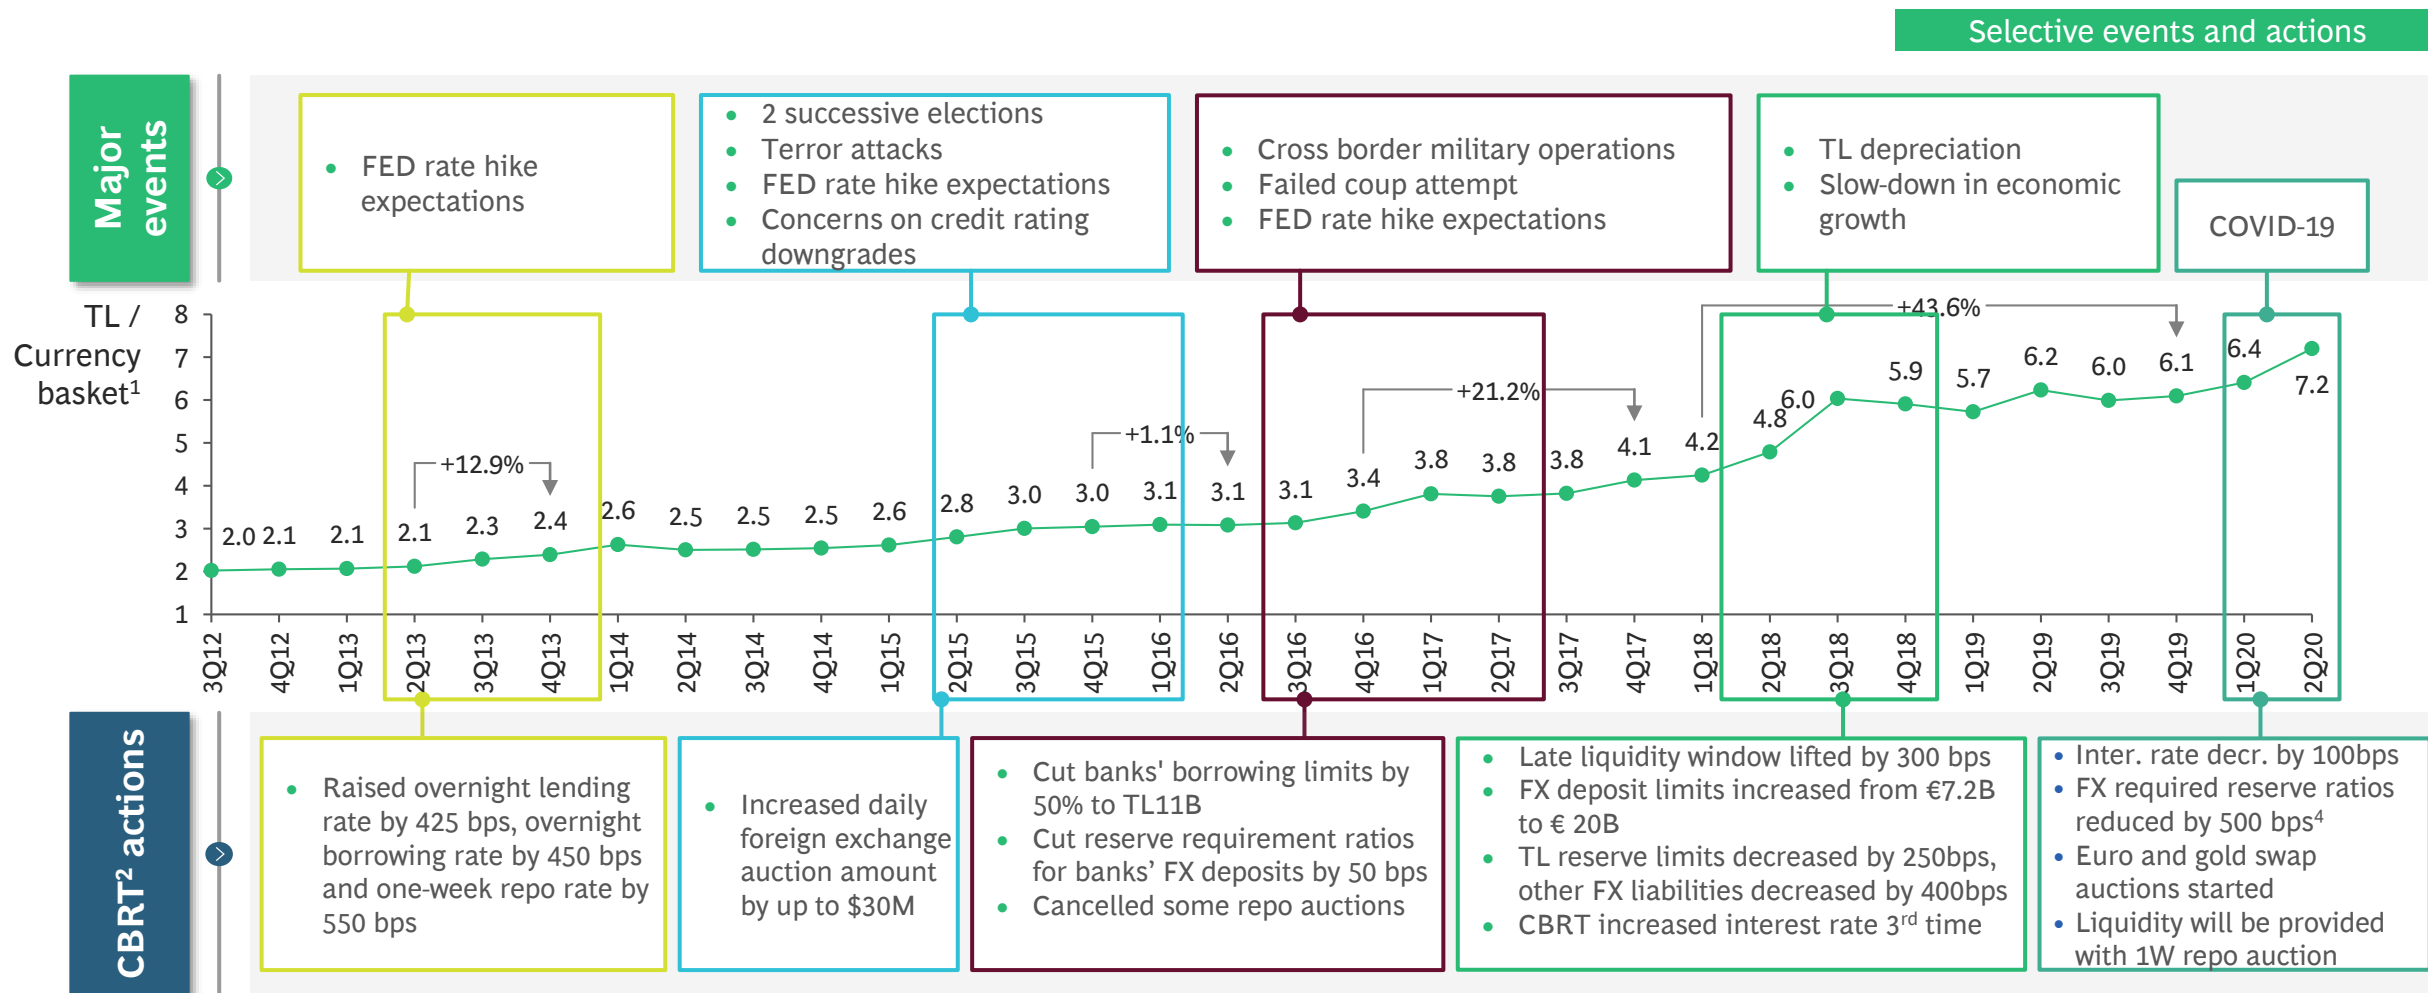 Selective events and actions
Major
events
• FED rate hike
expectations
• 2 successive elections
• Terror attacks
• FED rate hike expectations
• Concerns on credit rating
downgrades
• Cross border military operations
• Failed coup attempt
• FED rate hike expectations
• TL depreciation
• Slow-down in economic
growth
COVID-19
TL /
Currency
basket¹
8
7
6
5
4
3
2
1
+12.9%
+1.1%
+21.2%
+43.6%
2.0 2.1 2.1 2.1 2.3 2.4 2.6 2.5 2.5 2.5 2.6 2.8 3.0 3.0 3.1 3.1 3.1 3.4 3.8 3.8 3.8 4.1 4.2 4.8 6.0 5.9 5.7 6.2 6.0 6.1 6.4 7.2
3Q12 4Q12 1Q13 2Q13 3Q13 4Q13 1Q14 2Q14 3Q14 4Q14 1Q15 2Q15 3Q15 4Q15 1Q16 2Q16 3Q16 4Q16 1Q17 2Q17 3Q17 4Q17 1Q18 2Q18 3Q18 4Q18 1Q19 2Q19 3Q19 4Q19 1Q20 2Q20
CBRT² actions
• Raised overnight lending
rate by 425 bps, overnight
borrowing rate by 450 bps
and one-week repo rate by
550 bps
• Increased daily
foreign exchange
auction amount
by up to $30M
• Cut banks' borrowing limits by
50% to TL11B
• Cut reserve requirement ratios
for banks’ FX deposits by 50 bps
• Cancelled some repo auctions
• Late liquidity window lifted by 300 bps
• FX deposit limits increased from €7.2B
to € 20B
• TL reserve limits decreased by 250bps,
other FX liabilities decreased by 400bps
• CBRT increased interest rate 3rd time
• Inter. rate decr. by 100bps
• FX required reserve ratios
reduced by 500 bps⁴
• Euro and gold swap
auctions started
• Liquidity will be provided
with 1W repo auction